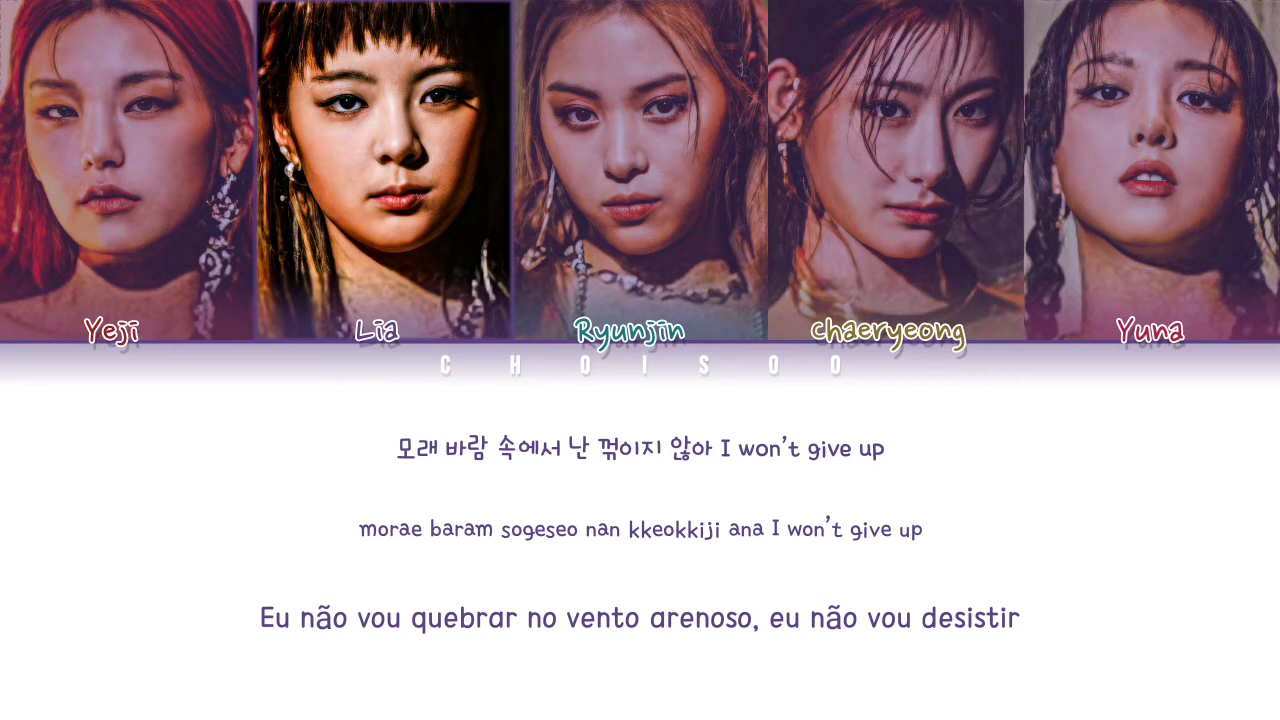 Yeji Lia Ryunjin chaeryeong Yuna
CHOISOO
모래 바람 속에서 난 꺾이지 않아 I won't give up
morae baram sogeseo nan kkeokkiji ana I won't give up
Eu não vou quebrar no vento arenoso, eu não vou desistir